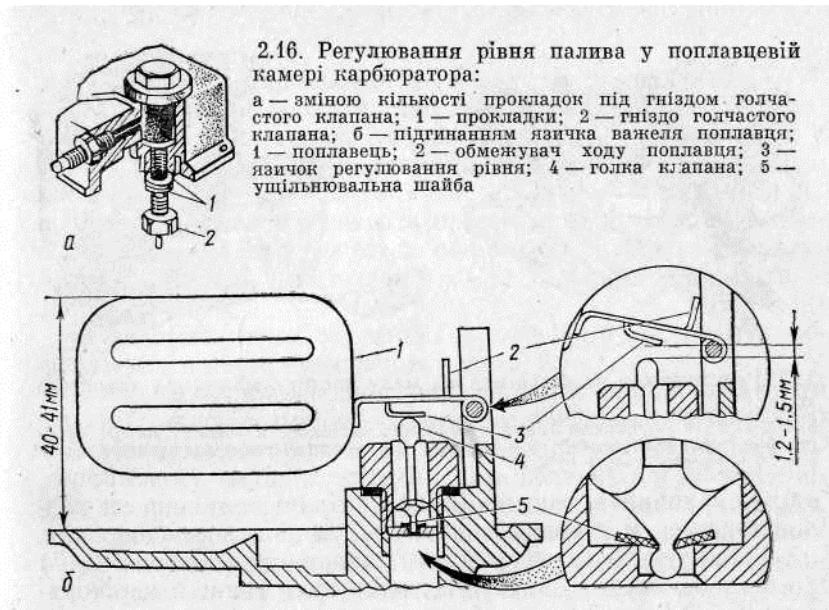 2.16. Регулювання рівня палива у поплавцевій
камері карбюратора:
а — зміною кількості прокладок під гніздом голча-
стого клапана; 1 — прокладки; 2 — гніздо голчастого
клапана; б — підгинанням язичка важеля поплавця;
1 — поплавець; 2 — обмежувач ходу поплавця; 3 —
язичок регулювання рівня; 4 — голка клапана; 5 —
ущільнювальна шайба
1
2
а
1
2
3
4
5
40-41мм
1,2-1,5мм
б